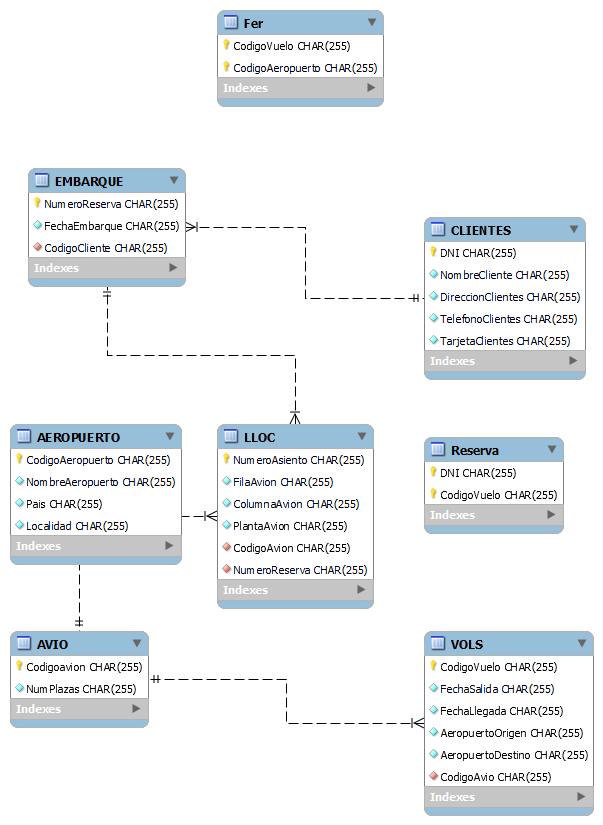 Fer
CodigoVuelo CHAR(255)
CodigoAeropuerto CHAR(255)
Indexes
EMBARQUE
NumeroReserva CHAR(255)
FechaEmbarque CHAR(255)
CodigoCliente CHAR(255)
Indexes
CLIENTES
DNI CHAR(255)
NombreCliente CHAR(255)
DireccionClientes CHAR(255)
TelefonoClientes CHAR(255)
TarjetaClientes CHAR(255)
Indexes
AEROPUERTO
CodigoAeropuerto CHAR(255)
NombreAeropuerto CHAR(255)
Pais CHAR(255)
Localidad CHAR(255)
Indexes
LLOC
NumeroAsiento CHAR(255)
FilaAvion CHAR(255)
ColumnaAvion CHAR(255)
PlantaAvion CHAR(255)
CodigoAvion CHAR(255)
NumeroReserva CHAR(255)
Indexes
Reserva
DNI CHAR(255)
CodigoVuelo CHAR(255)
Indexes
AVIO
Codigoavion CHAR(255)
NumPlazas CHAR(255)
Indexes
VOLS
CodigoVuelo CHAR(255)
FechaSalida CHAR(255)
FechaLlegada CHAR(255)
AeropuertoOrigen CHAR(255)
AeropuertoDestino CHAR(255)
CodigoAvio CHAR(255)
Indexes